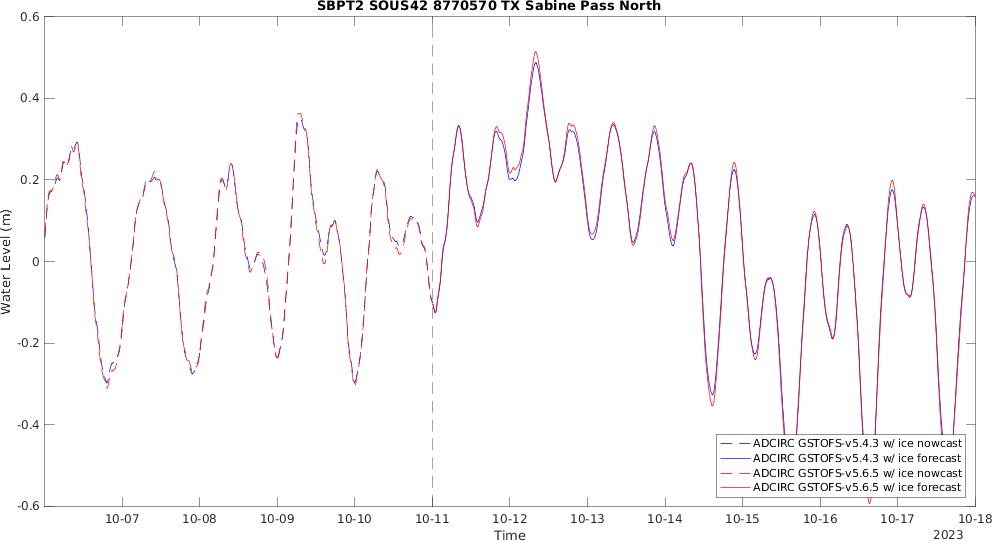 SBPT2 SOUS42 8770570 TX Sabine Pass North
0.6
0.4
0.2
0
-0.2
-0.4
-0.6
Water Level (m)
ADCIRC GSTOFS-v5.4.3 w/ ice nowcast
ADCIRC GSTOFS-v5.4.3 w/ ice forecast
ADCIRC GSTOFS-v5.6.5 w/ ice nowcast
ADCIRC GSTOFS-v5.6.5 w/ ice forecast
10-07 10-08 10-09 10-10 10-11 10-12 10-13 10-14 10-15 10-16 10-17 10-18
Time
2023